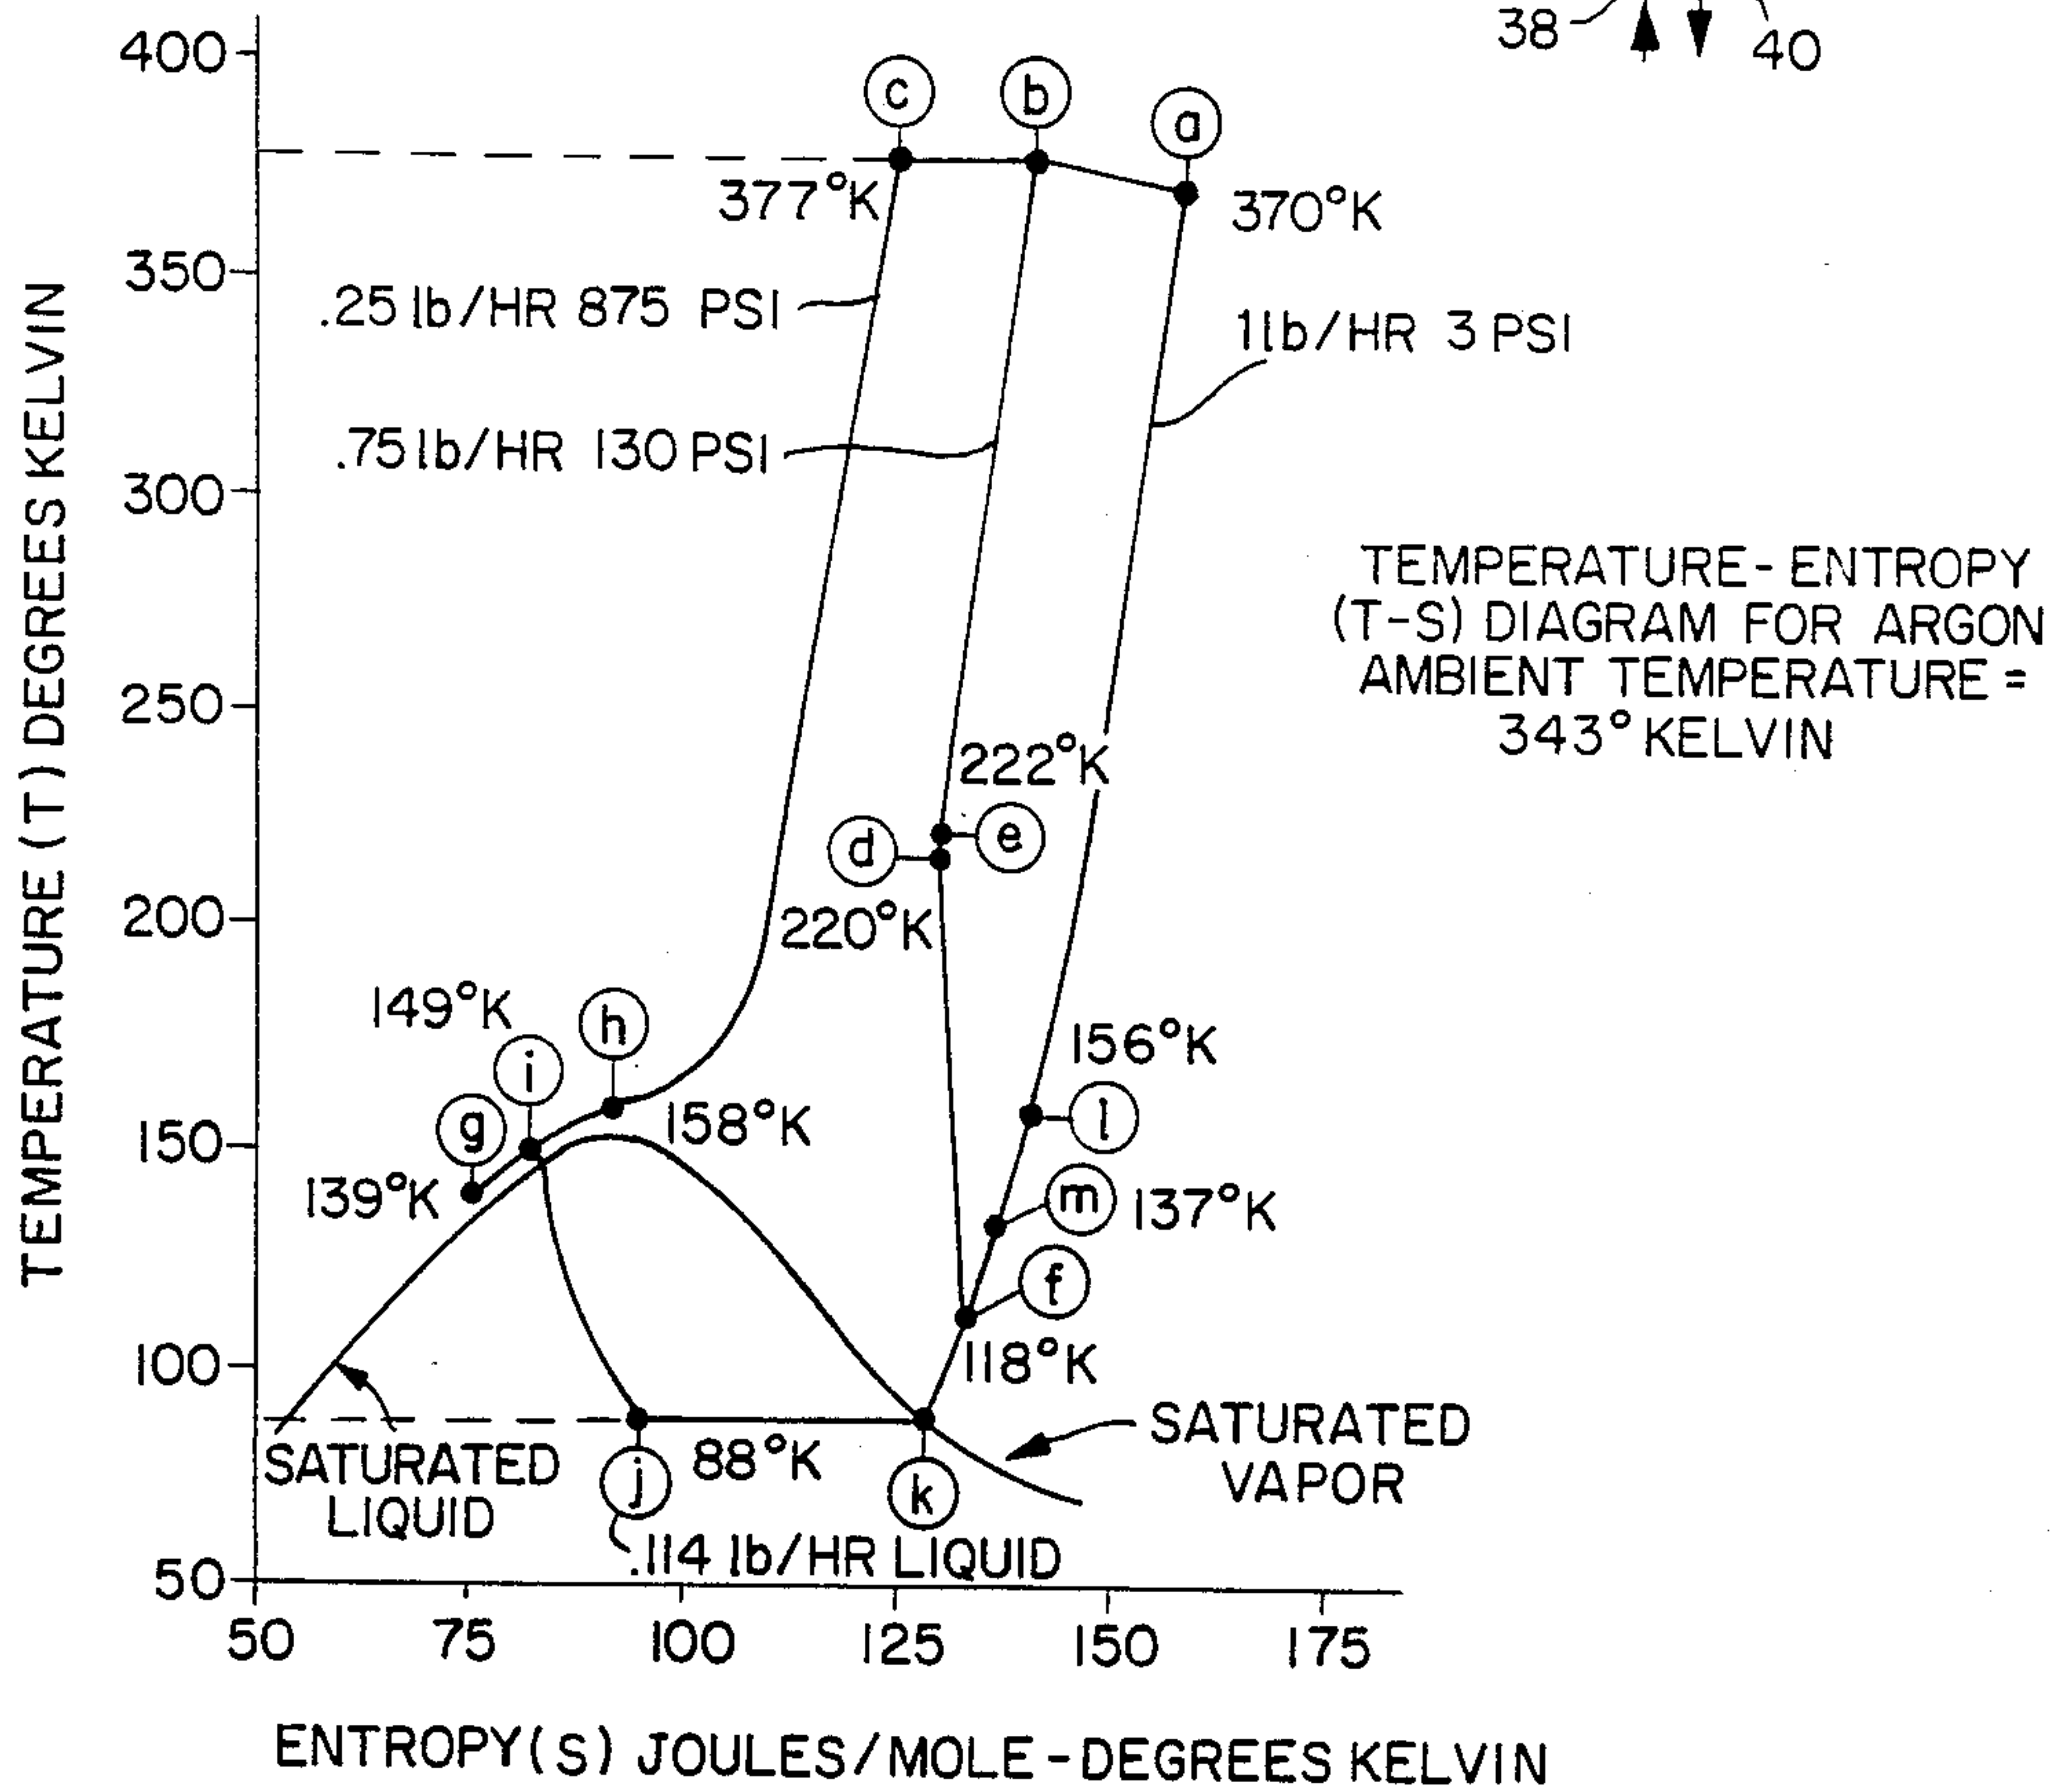 38
40
400
c
b
a
377°K
370°K
350
.25 lb/HR 875 PSI
1 lb/HR 3 PSI
.75 lb/HR 130 PSI
300
TEMPERATURE (T) DEGREES KELVIN
TEMPERATURE-ENTROPY
(T-S) DIAGRAM FOR ARGON
AMBIENT TEMPERATURE =
343° KELVIN
250
222°K
d
e
200
220°K
149°K
h
156°K
i
g
158°K
l
150
139°K
m
137°K
f
100
118°K
SATURATED
LIQUID
88°K
SATURATED
VAPOR
j
k
.114 lb/HR LIQUID
50
50
75
100
125
150
175
ENTROPY(S) JOULES/MOLE-DEGREES KELVIN